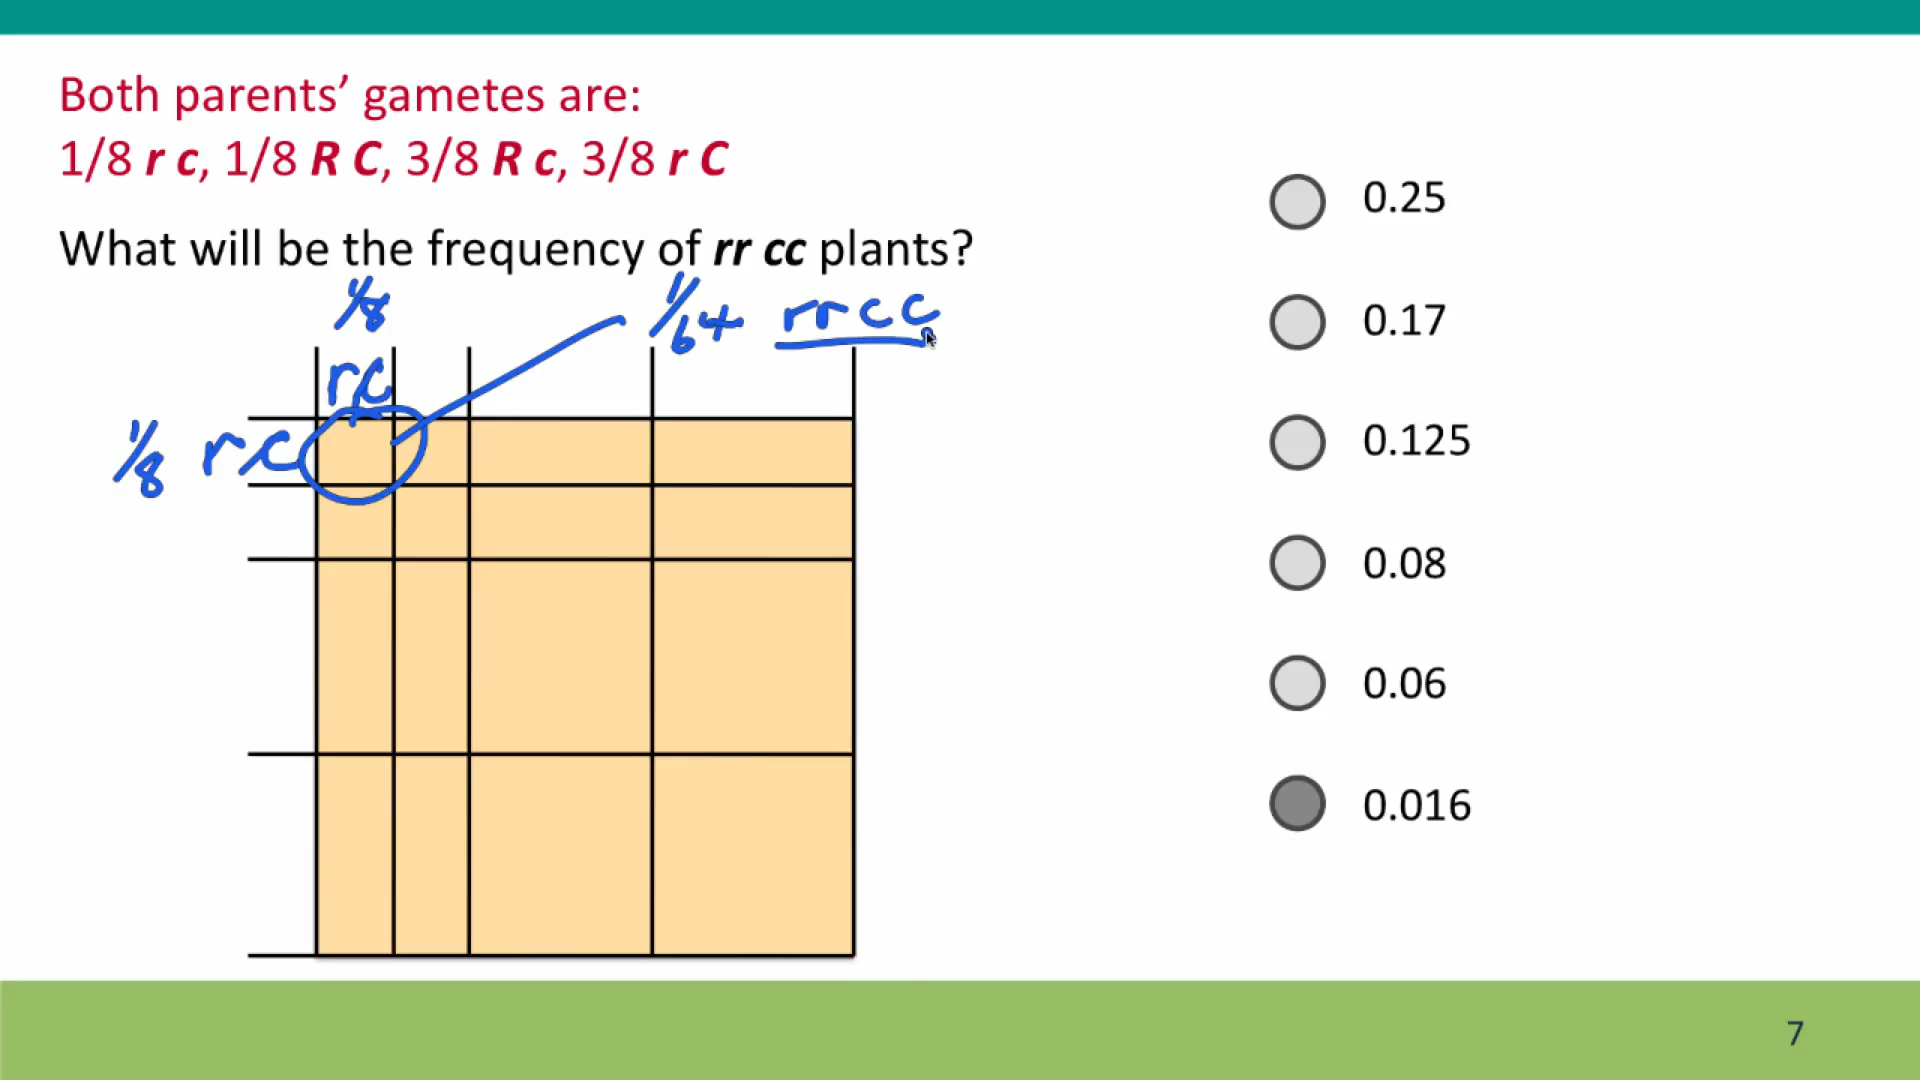 Both parents’ gametes are:
1/8 r c, 1/8 R C, 3/8 R c, 3/8 r C
What will be the frequency of rr cc plants?
1/8
1/64 rrcc
rc
1/8 rc
0.25
0.17
0.125
0.08
0.06
0.016
7